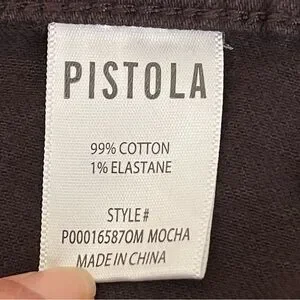 PISTOLA
99% COTTON
1% ELASTANE
STYLE#
P00016587OM MOCHA
MADE IN CHINA